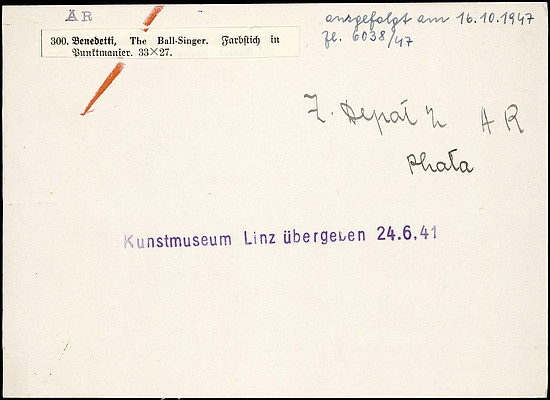 ÄR
ausgefolgt am 16.10.1947
Zl. 6038/47
300. Benedetti, The Ball-Singer. Farbstich in
Punktmanier. 33×27.
Z. Depot
AR
Photo
Kunstmuseum Linz übergeben 24.6.41